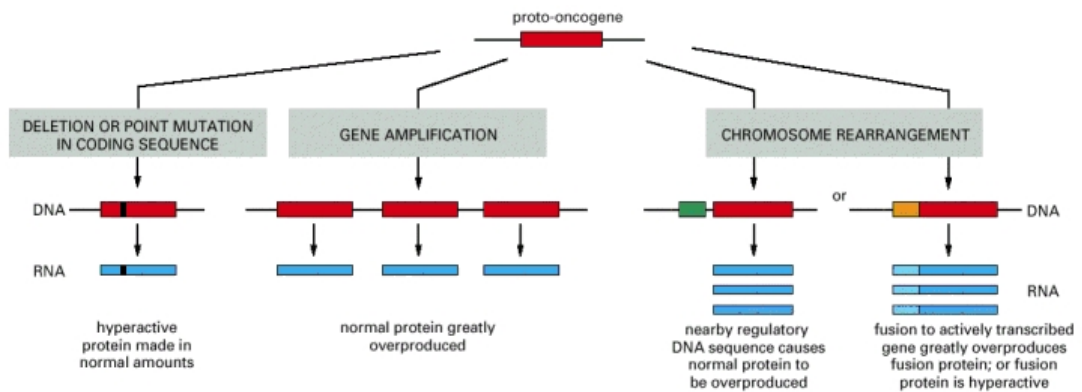 proto-oncogene
DELETION OR POINT MUTATION
IN CODING SEQUENCE
GENE AMPLIFICATION
CHROMOSOME REARRANGEMENT
DNA
or
DNA
RNA
RNA
hyperactive
protein made in
normal amounts
normal protein greatly
overproduced
nearby regulatory
DNA sequence causes
normal protein to
be overproduced
fusion to actively transcribed
gene greatly overproduces
fusion protein; or fusion
protein is hyperactive